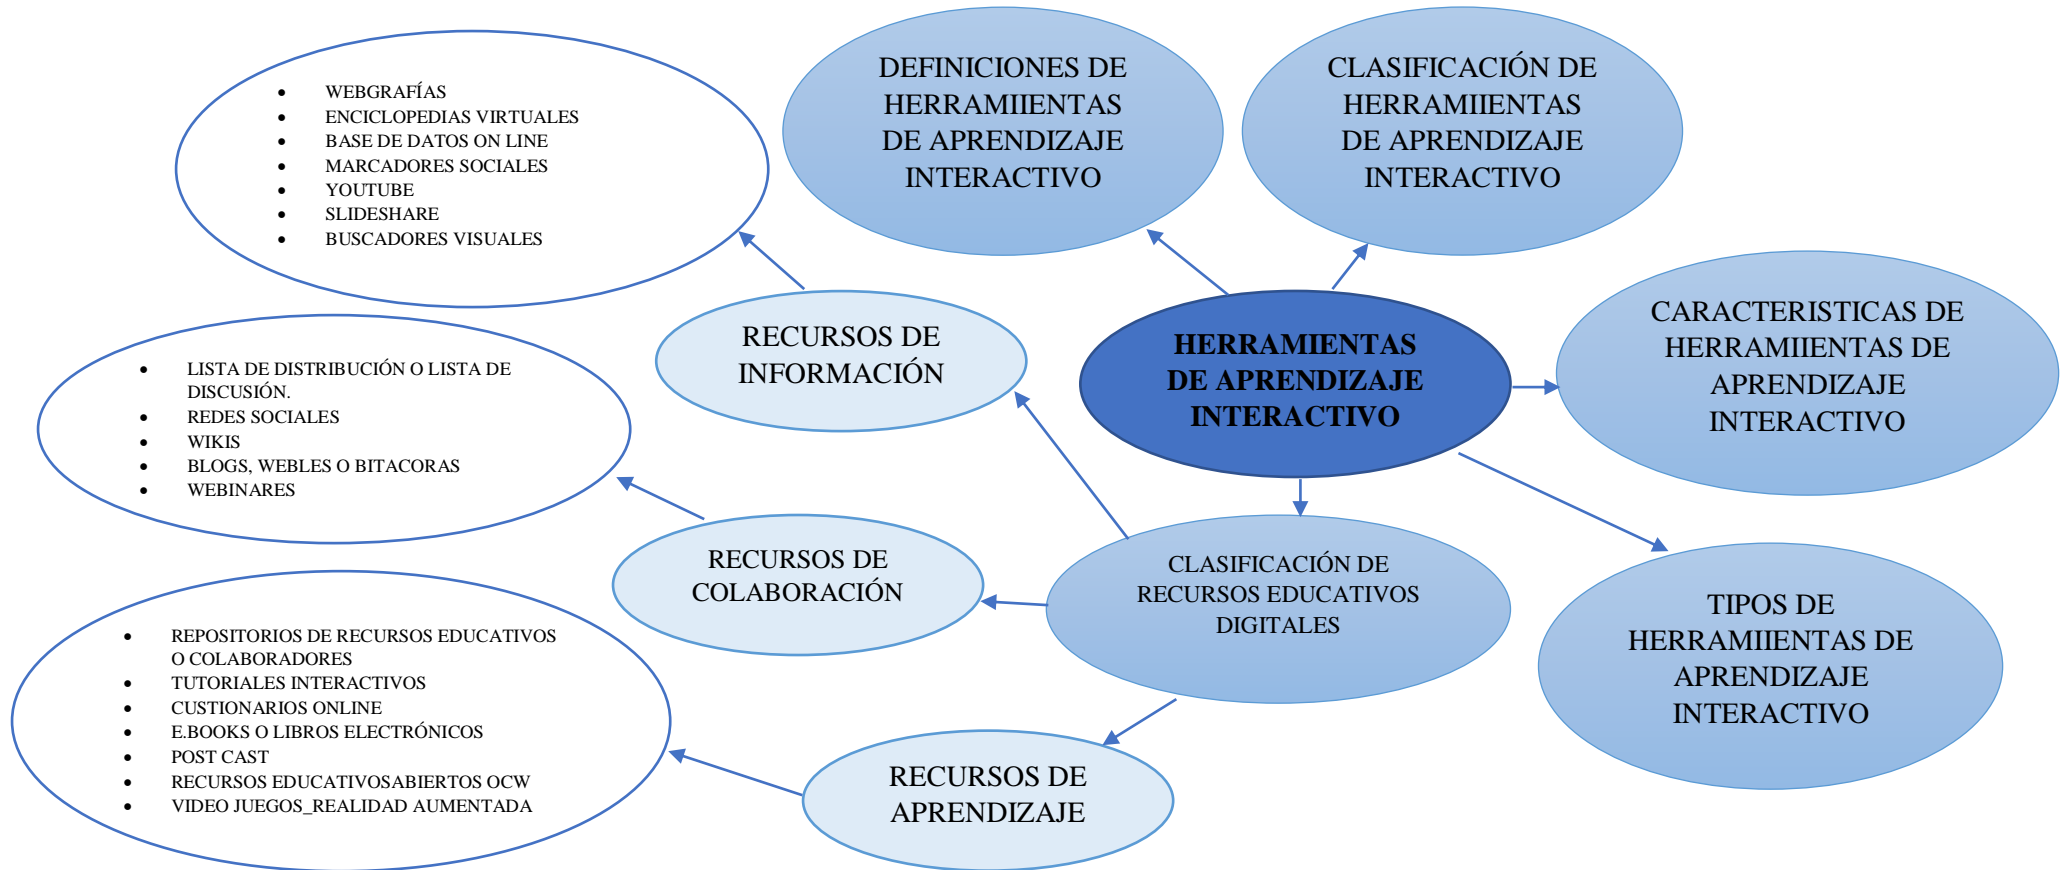 DEFINICIONES DE
HERRAMIIENTAS
DE APRENDIZAJE
INTERACTIVO
CLASIFICACIÓN DE
HERRAMIIENTAS
DE APRENDIZAJE
INTERACTIVO
• WEBGRAFÍAS
• ENCICLOPEDIAS VIRTUALES
• BASE DE DATOS ON LINE
• MARCADORES SOCIALES
• YOUTUBE
• SLIDESHARE
• BUSCADORES VISUALES
RECURSOS DE
INFORMACIÓN
HERRAMIENTAS
DE APRENDIZAJE
INTERACTIVO
CARACTERISTICAS DE
HERRAMIIENTAS DE
APRENDIZAJE
INTERACTIVO
• LISTA DE DISTRIBUCIÓN O LISTA DE
DISCUSIÓN.
• REDES SOCIALES
• WIKIS
• BLOGS, WEBLES O BITACORAS
• WEBINARES
RECURSOS DE
COLABORACIÓN
CLASIFICACIÓN DE
RECURSOS EDUCATIVOS
DIGITALES
TIPOS DE
HERRAMIIENTAS DE
APRENDIZAJE
INTERACTIVO
• REPOSITORIOS DE RECURSOS EDUCATIVOS
O COLABORADORES
• TUTORIALES INTERACTIVOS
• CUSTIONARIOS ONLINE
• E.BOOKS O LIBROS ELECTRÓNICOS
• POST CAST
• RECURSOS EDUCATIVOSABIERTOS OCW
• VIDEO JUEGOS_REALIDAD AUMENTADA
RECURSOS DE
APRENDIZAJE